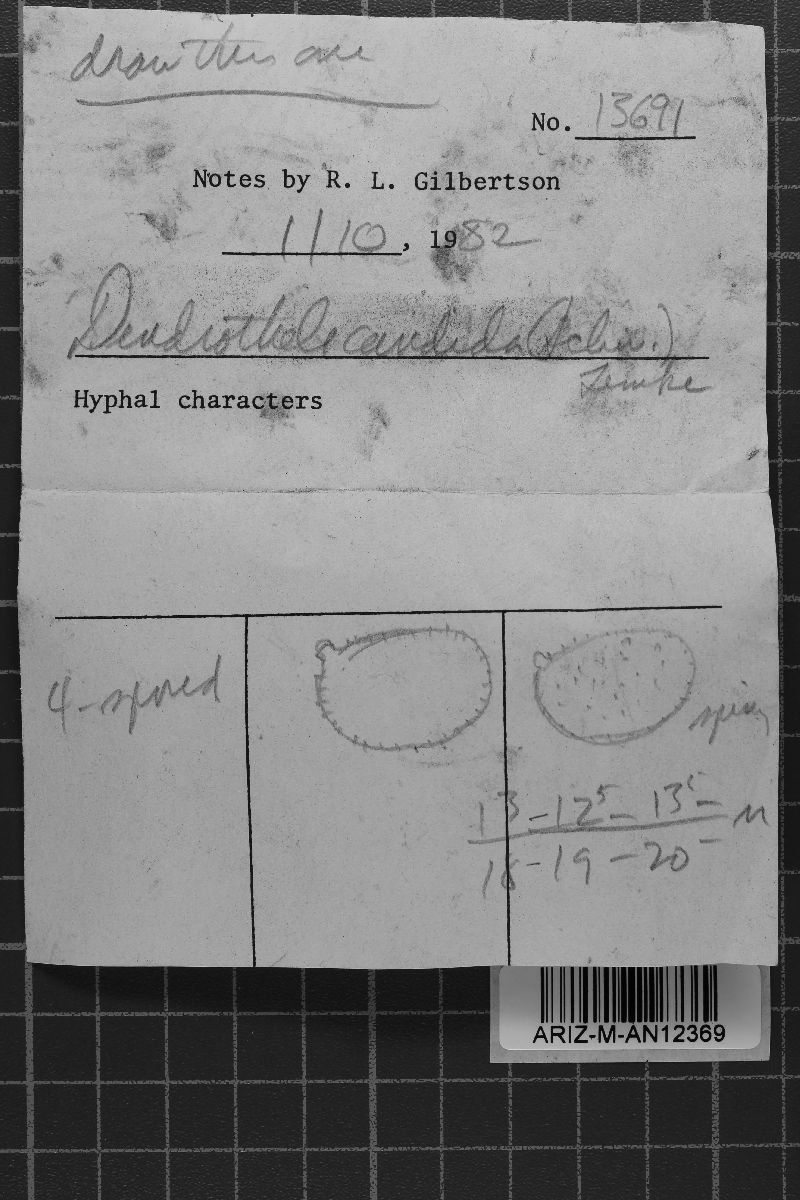 draw this one
No. 13691
Notes by R. L. Gilbertson
1/10, 1982
Dendrothele candida (Schw.)
Lemke
Hyphal characters
4-spored
spiny
13 - 12⁵ - 13⁵ - u
18 - 19 - 20 -
ARIZ-M-AN12369